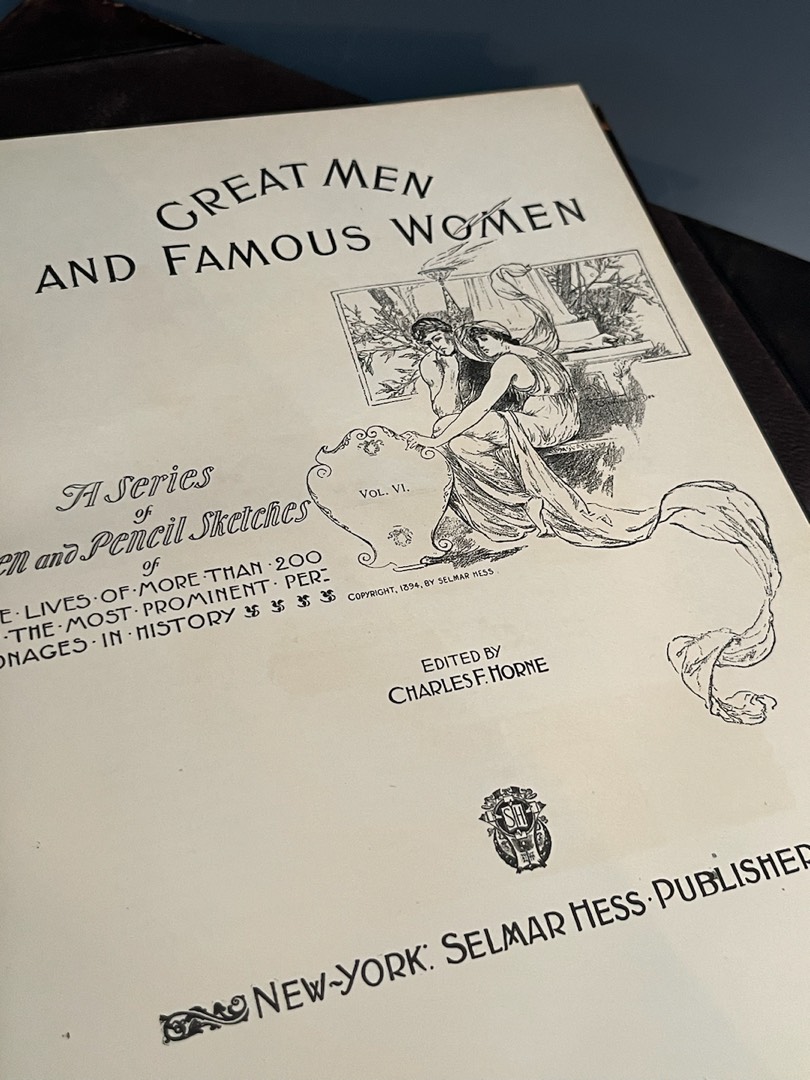 GREAT MEN
AND FAMOUS WOMEN
A Series
of
and Pencil Sketches
of
LIVES·OF·MORE·THAN·200
·THE·MOST·PROMINENT·PER=
IN·HISTORY
VOL. VI.
COPYRIGHT, 1894, BY SELMAR HESS
EDITED BY
CHARLES F. HORNE
SH
NEW~YORK: SELMAR HESS·PUBLISHER